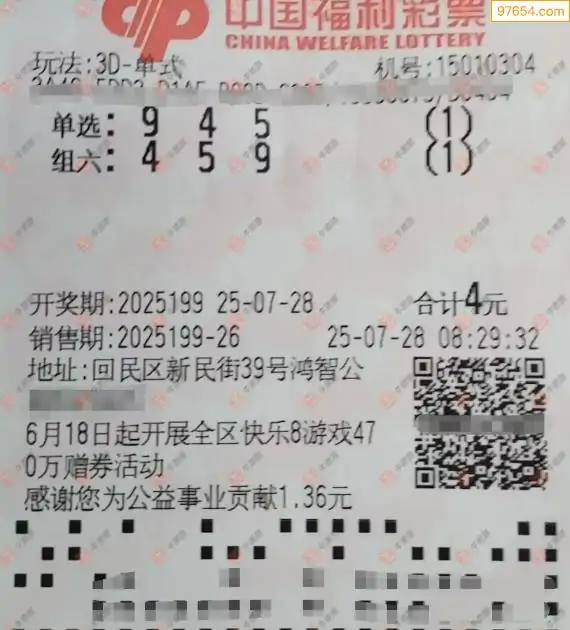 97654.com
中国福利彩票
CHINA WELFARE LOTTERY
玩法:3D-单式 机号:15010304
单选: 9 4 5 (1)
组六: 4 5 9 (1)
开奖期:2025199 25-07-28 合计4元
销售期:2025199-26 25-07-28 08:29:32
地址:回民区新民街39号鸿智公
6月18日起开展全区快乐8游戏47
0万赠券活动
感谢您为公益事业贡献1.36元